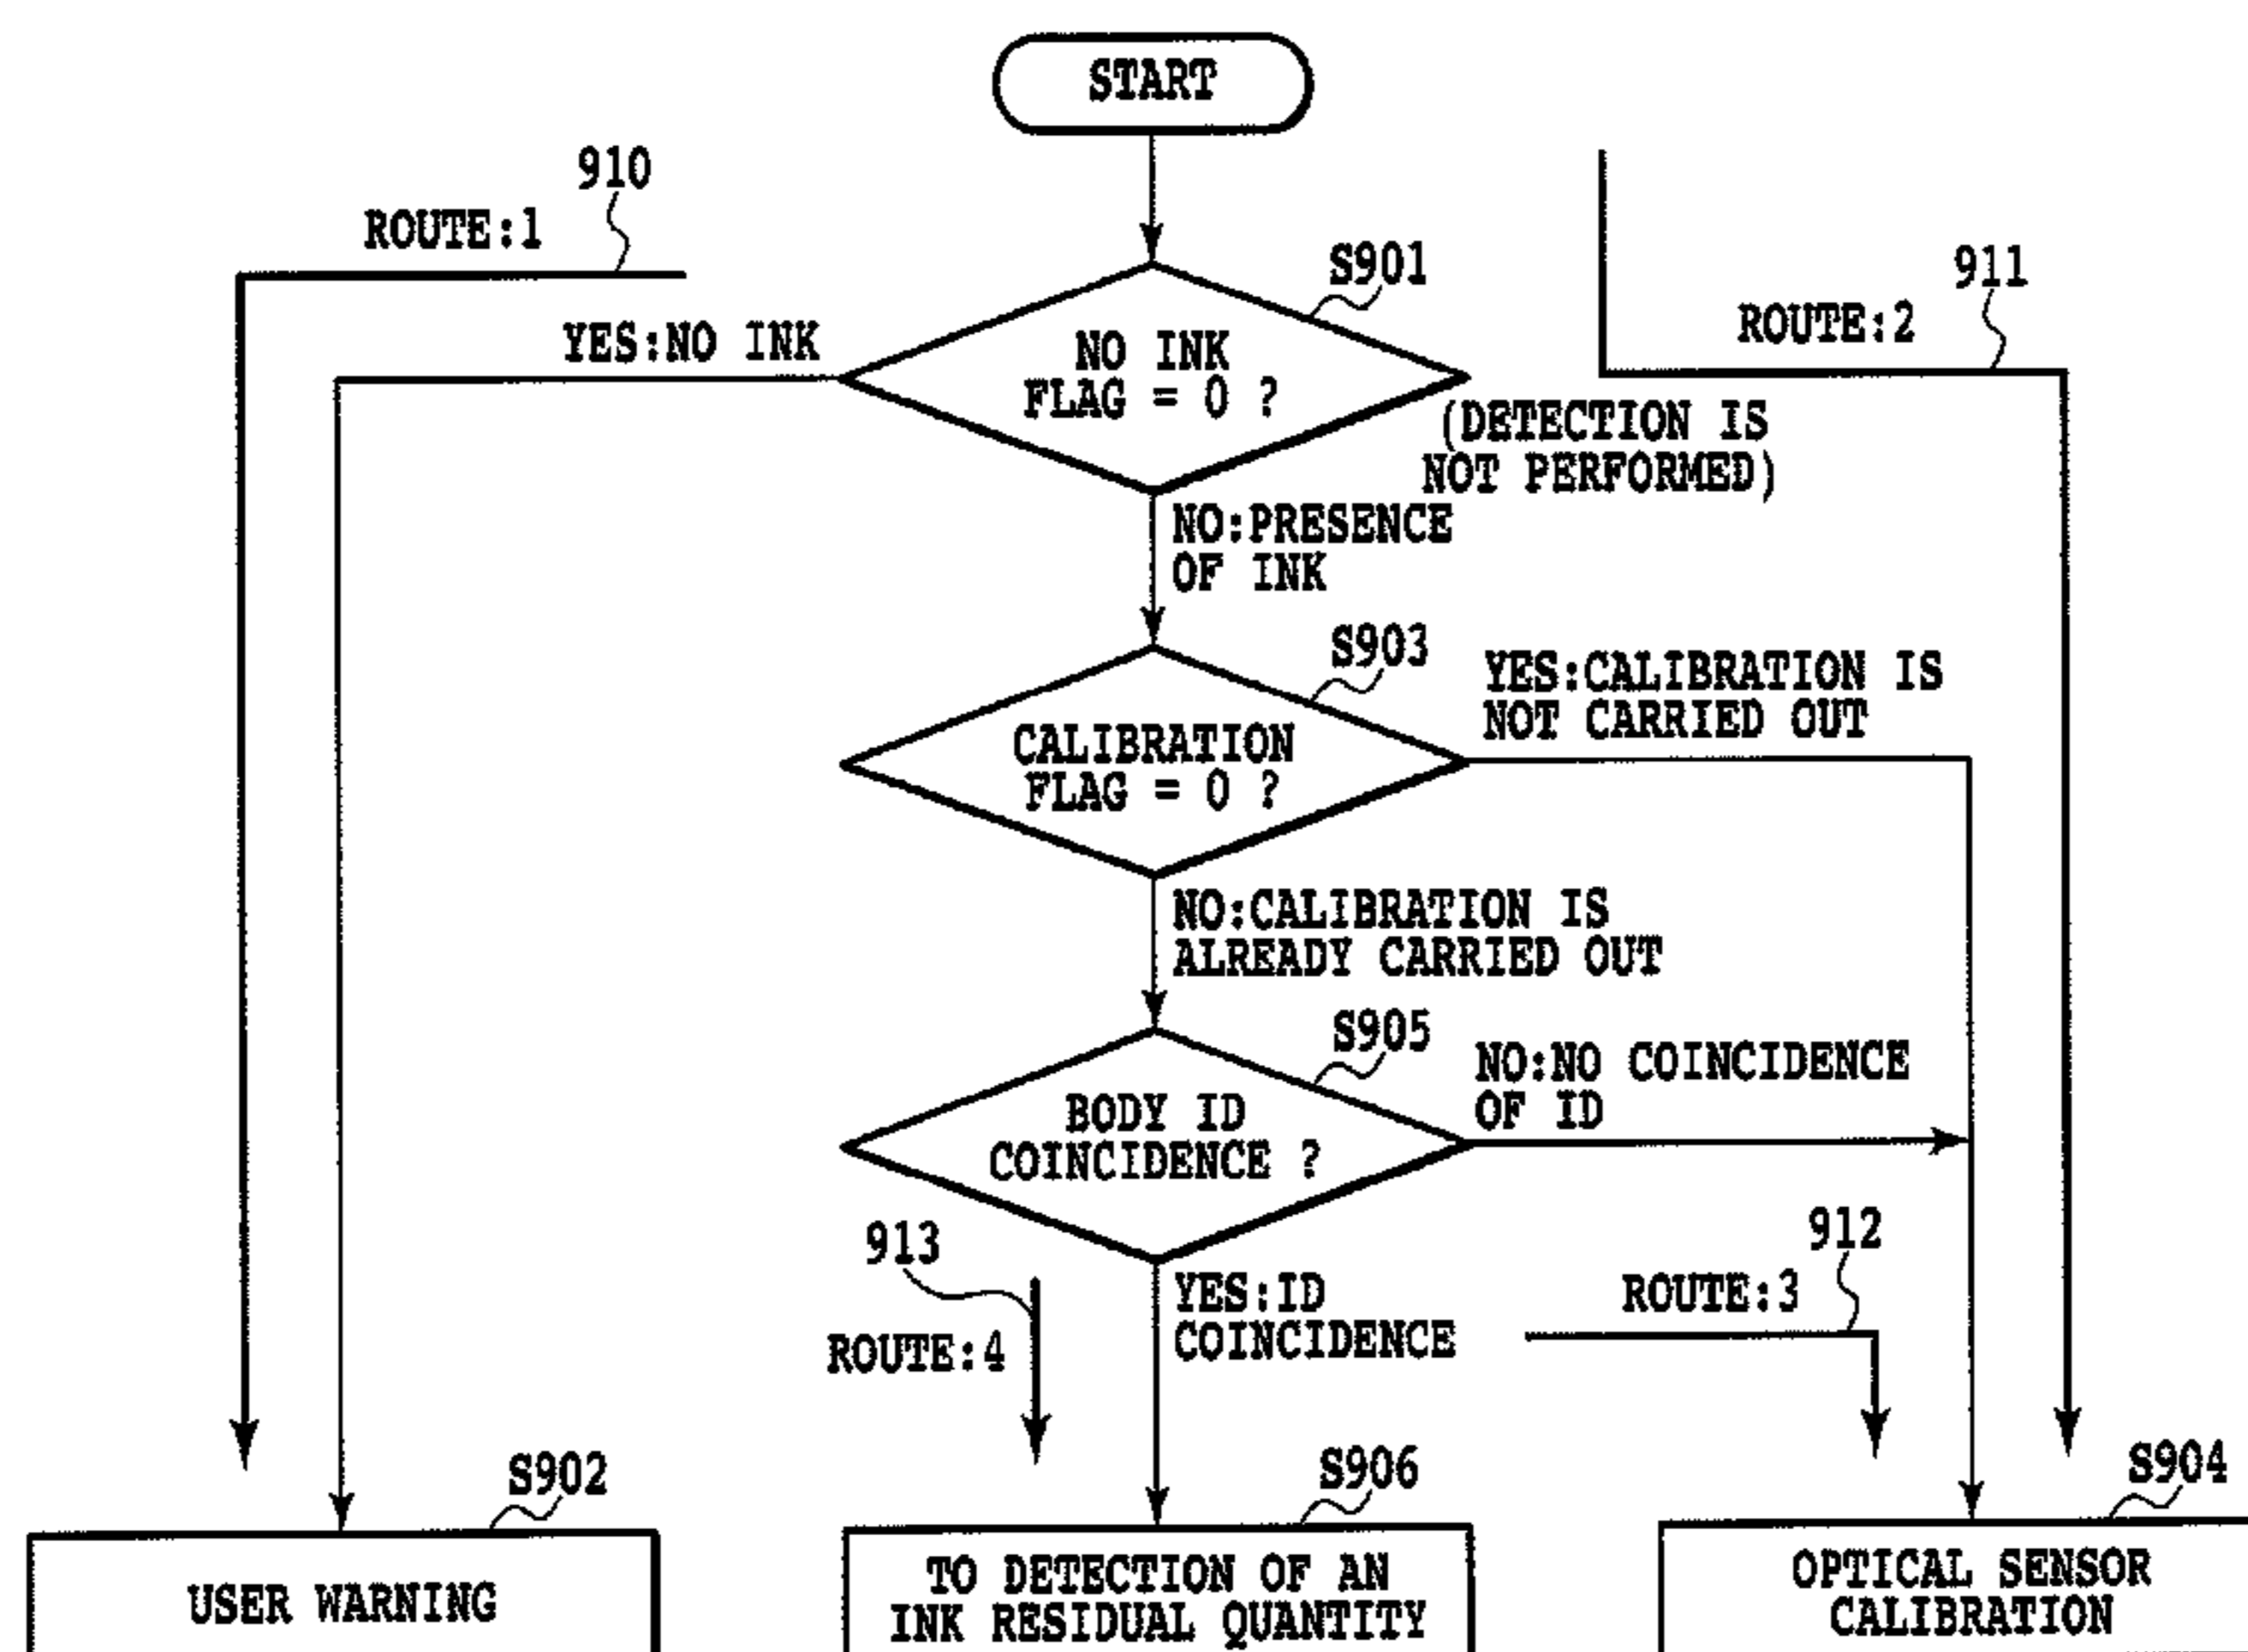 START
910
ROUTE:1
S901
911
ROUTE:2
YES:NO INK
NO INK
FLAG = 0 ?
(DETECTION IS
NOT PERFORMED)
NO:PRESENCE
OF INK
S903
YES:CALIBRATION IS
NOT CARRIED OUT
CALIBRATION
FLAG = 0 ?
NO:CALIBRATION IS
ALREADY CARRIED OUT
S905
NO:NO COINCIDENCE
OF ID
BODY ID
COINCIDENCE ?
913
912
YES:ID
COINCIDENCE
ROUTE:3
ROUTE:4
S902
S906
S904
USER WARNING
TO DETECTION OF AN
INK RESIDUAL QUANTITY
OPTICAL SENSOR
CALIBRATION